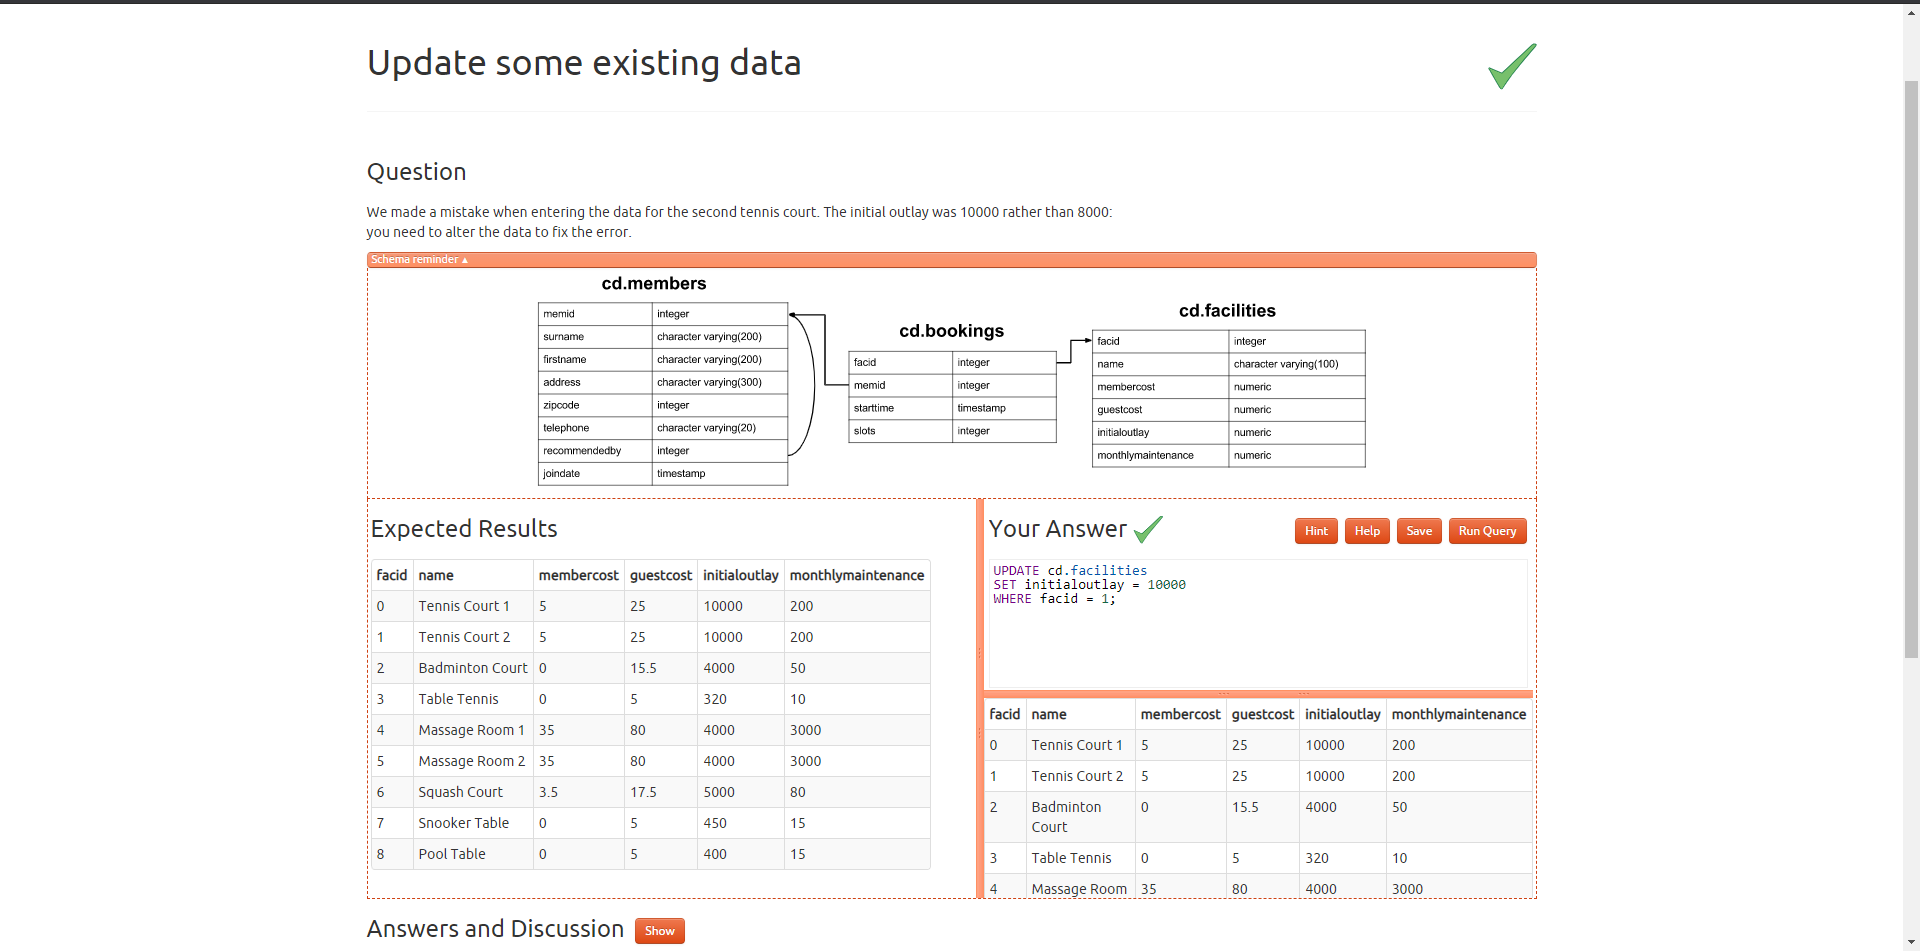 Update some existing data
Question
We made a mistake when entering the data for the second tennis court. The initial outlay was 10000 rather than 8000:
you need to alter the data to fix the error.
Schema reminder ▴
cd.members
memid integer
surname character varying(200)
firstname character varying(200)
address character varying(300)
zipcode integer
telephone character varying(20)
recommendedby integer
joindate timestamp
cd.bookings
facid integer
memid integer
starttime timestamp
slots integer
cd.facilities
facid integer
name character varying(100)
membercost numeric
guestcost numeric
initialoutlay numeric
monthlymaintenance numeric
Expected Results
facid name membercost guestcost initialoutlay monthlymaintenance
0 Tennis Court 1 5 25 10000 200
1 Tennis Court 2 5 25 10000 200
2 Badminton Court 0 15.5 4000 50
3 Table Tennis 0 5 320 10
4 Massage Room 1 35 80 4000 3000
5 Massage Room 2 35 80 4000 3000
6 Squash Court 3.5 17.5 5000 80
7 Snooker Table 0 5 450 15
8 Pool Table 0 5 400 15
Your Answer
Hint Help Save Run Query
UPDATE cd.facilities
SET initialoutlay = 10000
WHERE facid = 1;
facid name membercost guestcost initialoutlay monthlymaintenance
0 Tennis Court 1 5 25 10000 200
1 Tennis Court 2 5 25 10000 200
2 Badminton 0 15.5 4000 50
Court
3 Table Tennis 0 5 320 10
4 Massage Room 35 80 4000 3000
Answers and Discussion Show